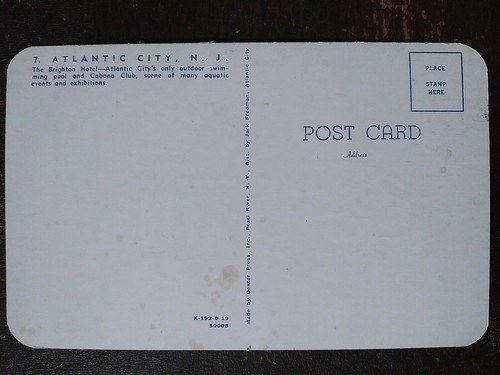 7. ATLANTIC CITY, N. J.
The Brighton Hotel—Atlantic City's only outdoor swim-
ming pool and Cabana Club, scene of many aquatic
events and exhibitions.
K-192-D-19
50008
Made by Dexter Press, Inc., Pearl River, N. Y., Dist. by Jack Freeman, Atlantic City
PLACE
STAMP
HERE
POST CARD
Address